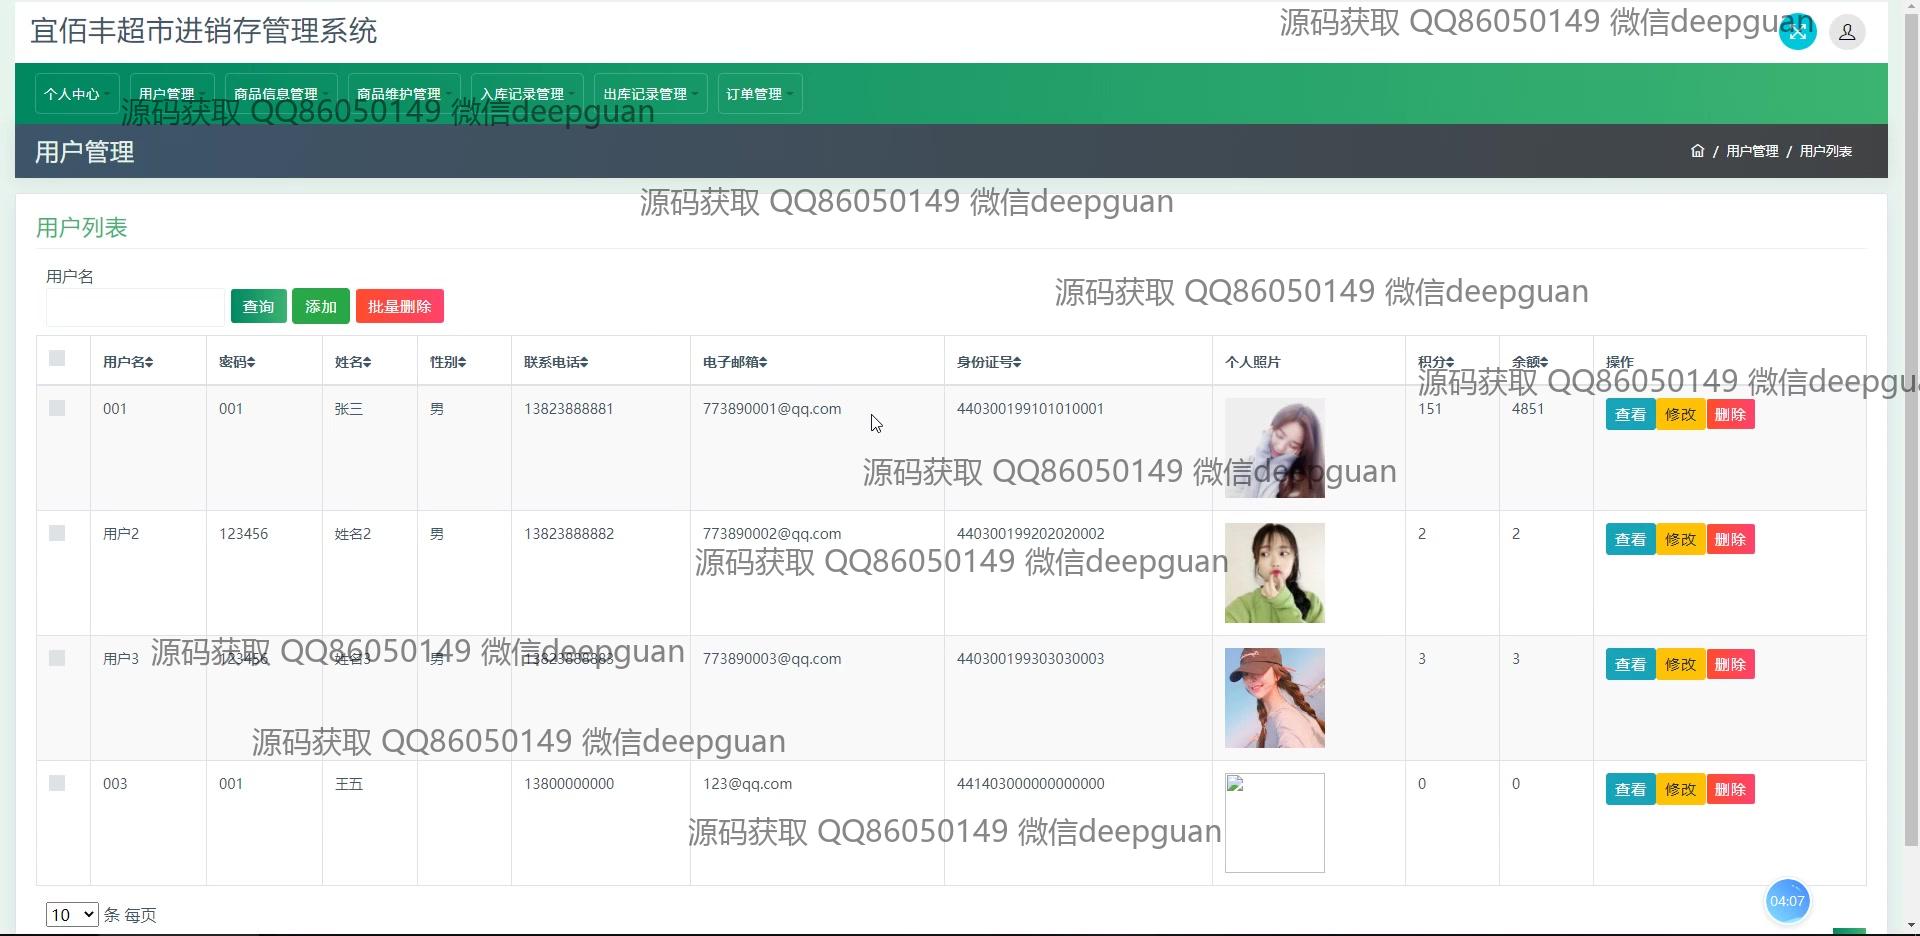 宜佰丰超市进销存管理系统
源码获取 QQ86050149 微信deepguan
个人中心 用户管理 商品信息管理 商品维护管理 入库记录管理 出库记录管理 订单管理
源码获取 QQ86050149 微信deepguan
用户管理
/ 用户管理 / 用户列表
源码获取 QQ86050149 微信deepguan
用户列表
用户名
源码获取 QQ86050149 微信deepguan
查询 添加 批量删除
用户名 密码 姓名 性别 联系电话 电子邮箱 身份证号 个人照片 积分 余额 操作
源码获取 QQ86050149 微信deepgu
001 001 张三 男 13823888881 773890001@qq.com 440300199101010001 151 4851 查看 修改 删除
源码获取 QQ86050149 微信deepguan
用户2 123456 姓名2 男 13823888882 773890002@qq.com 440300199202020002 2 2 查看 修改 删除
源码获取 QQ86050149 微信deepguan
用户3 123456 姓名3 男 13823888883 773890003@qq.com 440300199303030003 3 3 查看 修改 删除
源码获取 QQ86050149 微信deepguan
源码获取 QQ86050149 微信deepguan
003 001 王五 13800000000 123@qq.com 441403000000000000 0 0 查看 修改 删除
源码获取 QQ86050149 微信deepguan
10 条 每页
04:07